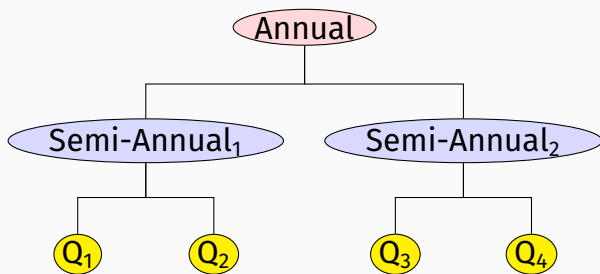 Annual
Semi-Annual₁ Semi-Annual₂
Q₁ Q₂ Q₃ Q₄